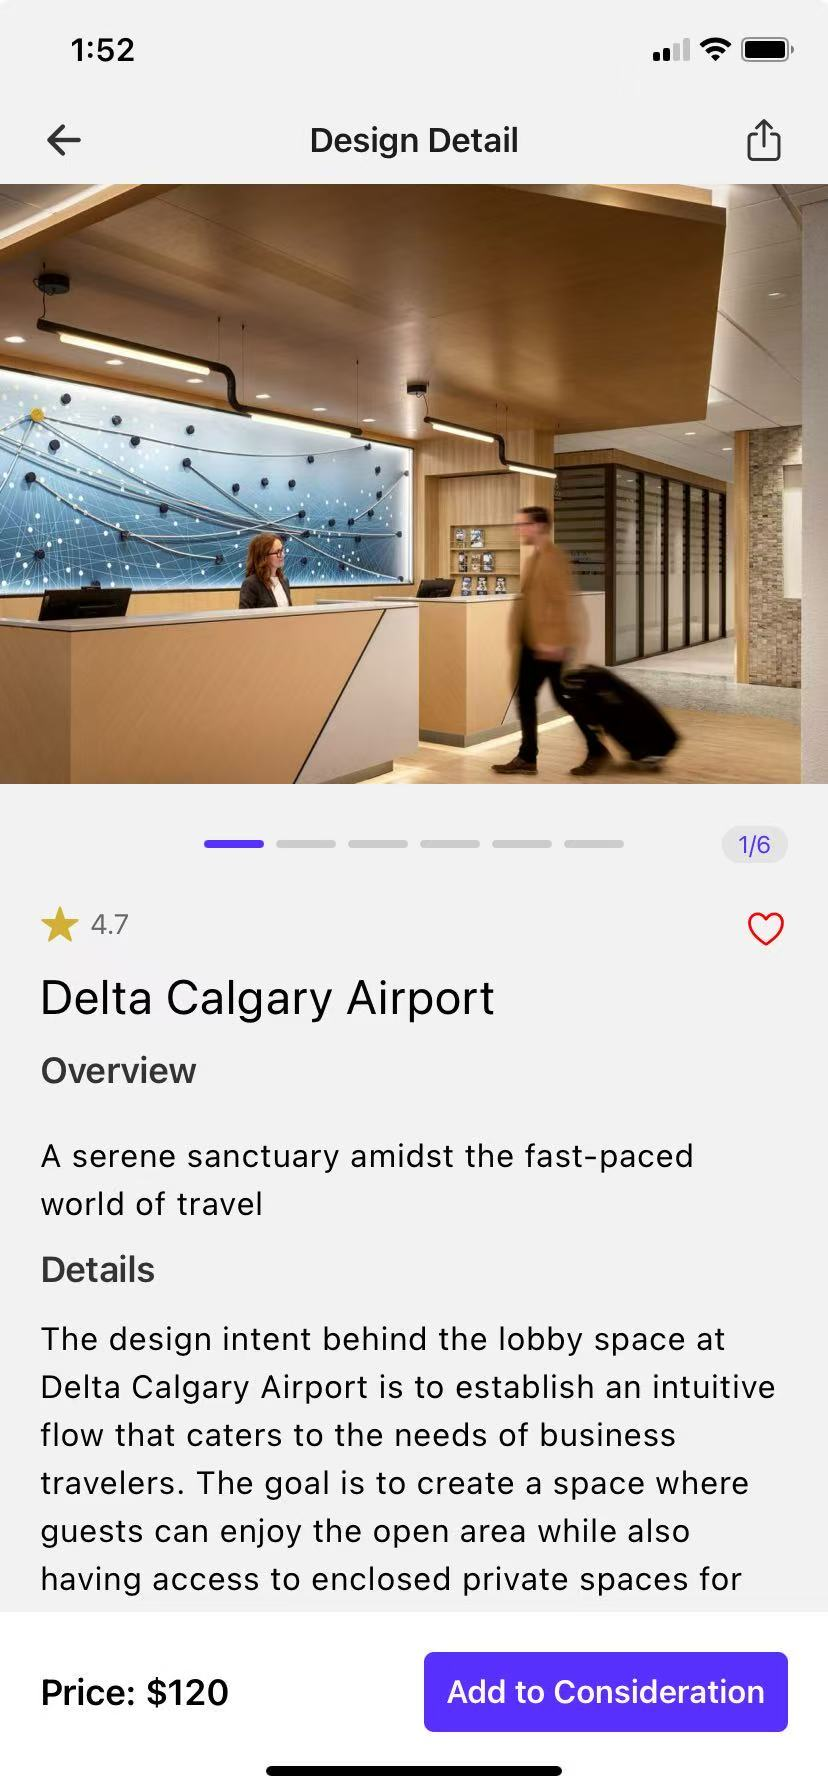 1:52
Design Detail
1/6
4.7
Delta Calgary Airport
Overview
A serene sanctuary amidst the fast-paced
world of travel
Details
The design intent behind the lobby space at
Delta Calgary Airport is to establish an intuitive
flow that caters to the needs of business
travelers. The goal is to create a space where
guests can enjoy the open area while also
having access to enclosed private spaces for
Price: $120
Add to Consideration